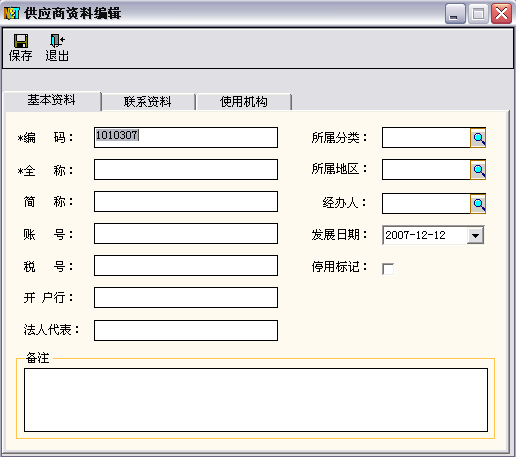 供应商资料编辑
保存 退出
基本资料 联系资料 使用机构
*编 码： 1010307 所属分类：
*全 称： 所属地区：
简 称： 经办人：
账 号： 发展日期： 2007-12-12
税 号： 停用标记：
开 户行：
法人代表：
备注